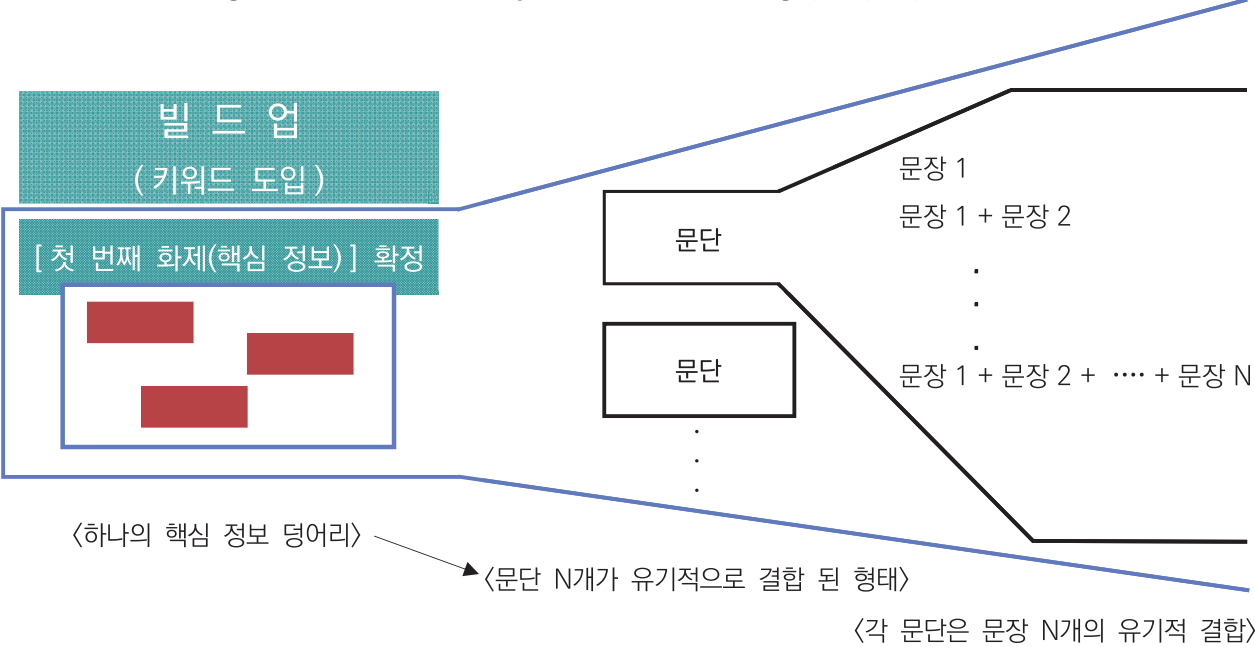 빌 드 업
( 키워드 도입 )
[ 첫 번째 화제(핵심 정보) ] 확정
문단
문단
문장 1
문장 1 + 문장 2
문장 1 + 문장 2 + ···· + 문장 N
〈하나의 핵심 정보 덩어리〉
〈문단 N개가 유기적으로 결합 된 형태〉
〈각 문단은 문장 N개의 유기적 결합〉